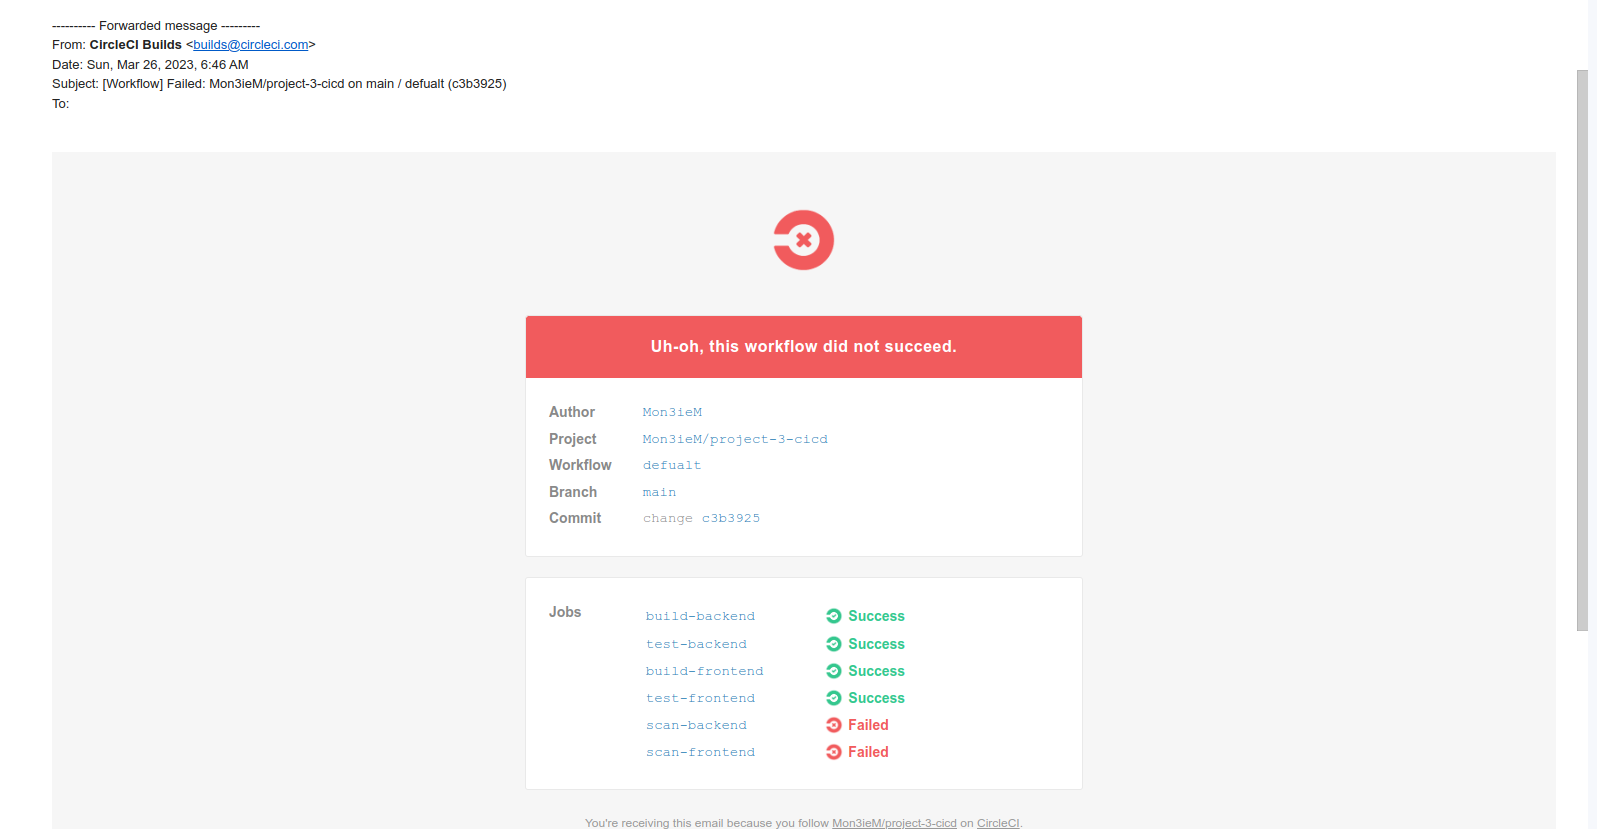 ---------- Forwarded message ---------
From: CircleCI Builds <builds@circleci.com>
Date: Sun, Mar 26, 2023, 6:46 AM
Subject: [Workflow] Failed: Mon3ieM/project-3-cicd on main / defualt (c3b3925)
To:
Uh-oh, this workflow did not succeed.
Author Mon3ieM
Project Mon3ieM/project-3-cicd
Workflow defualt
Branch main
Commit change c3b3925
Jobs build-backend Success
test-backend Success
build-frontend Success
test-frontend Success
scan-backend Failed
scan-frontend Failed
You're receiving this email because you follow Mon3ieM/project-3-cicd on CircleCI.